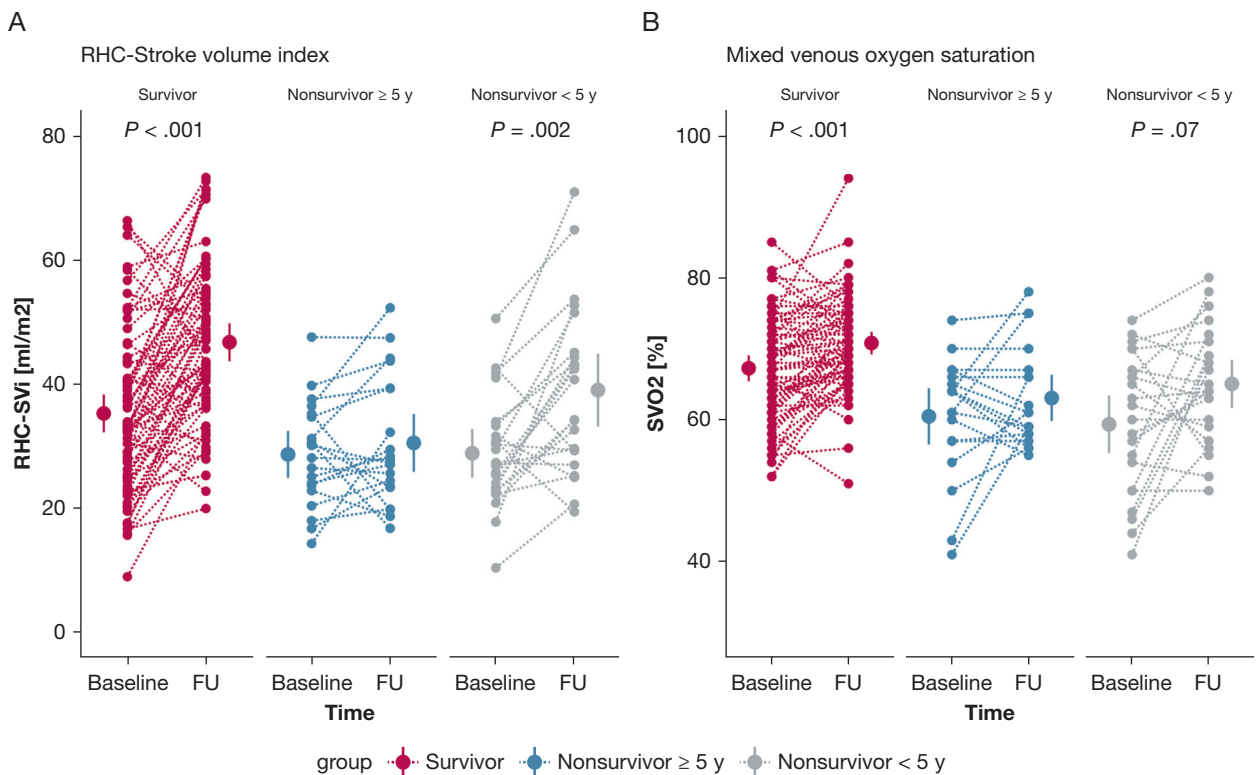 A
RHC-Stroke volume index
Survivor
Nonsurvivor ≥ 5 y
Nonsurvivor < 5 y
P < .001
P = .002
RHC-SVi [ml/m2]
80
60
40
20
0
Baseline FU
Baseline FU
Baseline FU
Time
B
Mixed venous oxygen saturation
Survivor
Nonsurvivor ≥ 5 y
Nonsurvivor < 5 y
P < .001
P = .07
SVO2 [%]
100
80
60
40
Baseline FU
Baseline FU
Baseline FU
Time
group Survivor Nonsurvivor ≥ 5 y Nonsurvivor < 5 y